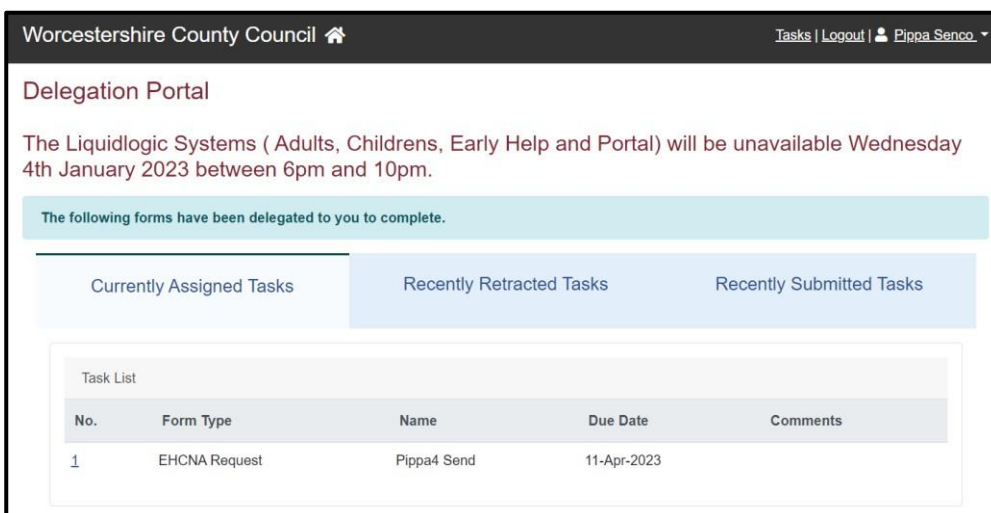 Worcestershire County Council
Tasks | Logout | Pippa Senco
Delegation Portal
The Liquidlogic Systems ( Adults, Childrens, Early Help and Portal) will be unavailable Wednesday
4th January 2023 between 6pm and 10pm.
The following forms have been delegated to you to complete.
Currently Assigned Tasks Recently Retracted Tasks Recently Submitted Tasks
Task List
No. Form Type Name Due Date Comments
1 EHCNA Request Pippa4 Send 11-Apr-2023